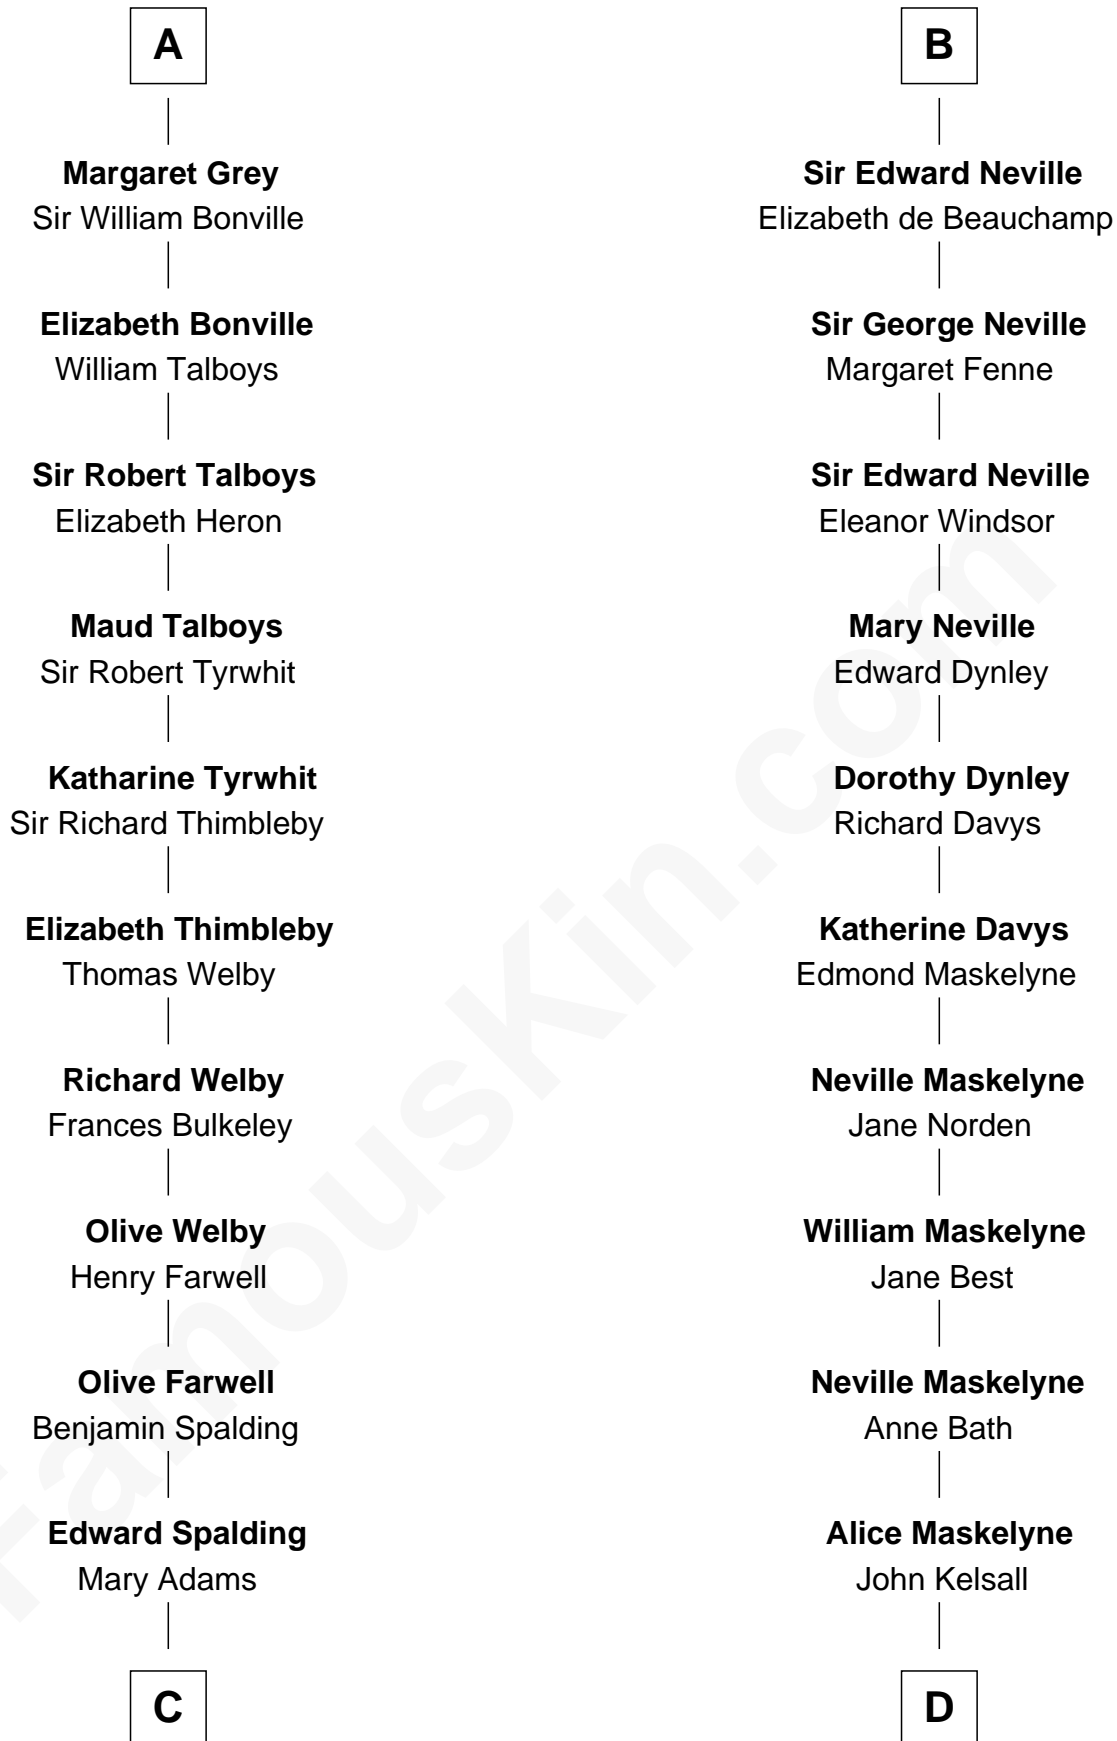 A
Margaret Grey
Sir William Bonville
Elizabeth Bonville
William Talboys
Sir Robert Talboys
Elizabeth Heron
Maud Talboys
Sir Robert Tyrwhit
Katharine Tyrwhit
Sir Richard Thimbleby
Elizabeth Thimbleby
Thomas Welby
Richard Welby
Frances Bulkeley
Olive Welby
Henry Farwell
Olive Farwell
Benjamin Spalding
Edward Spalding
Mary Adams
C
B
Sir Edward Neville
Elizabeth de Beauchamp
Sir George Neville
Margaret Fenne
Sir Edward Neville
Eleanor Windsor
Mary Neville
Edward Dynley
Dorothy Dynley
Richard Davys
Katherine Davys
Edmond Maskelyne
Neville Maskelyne
Jane Norden
William Maskelyne
Jane Best
Neville Maskelyne
Anne Bath
Alice Maskelyne
John Kelsall
D
FamousKin.com